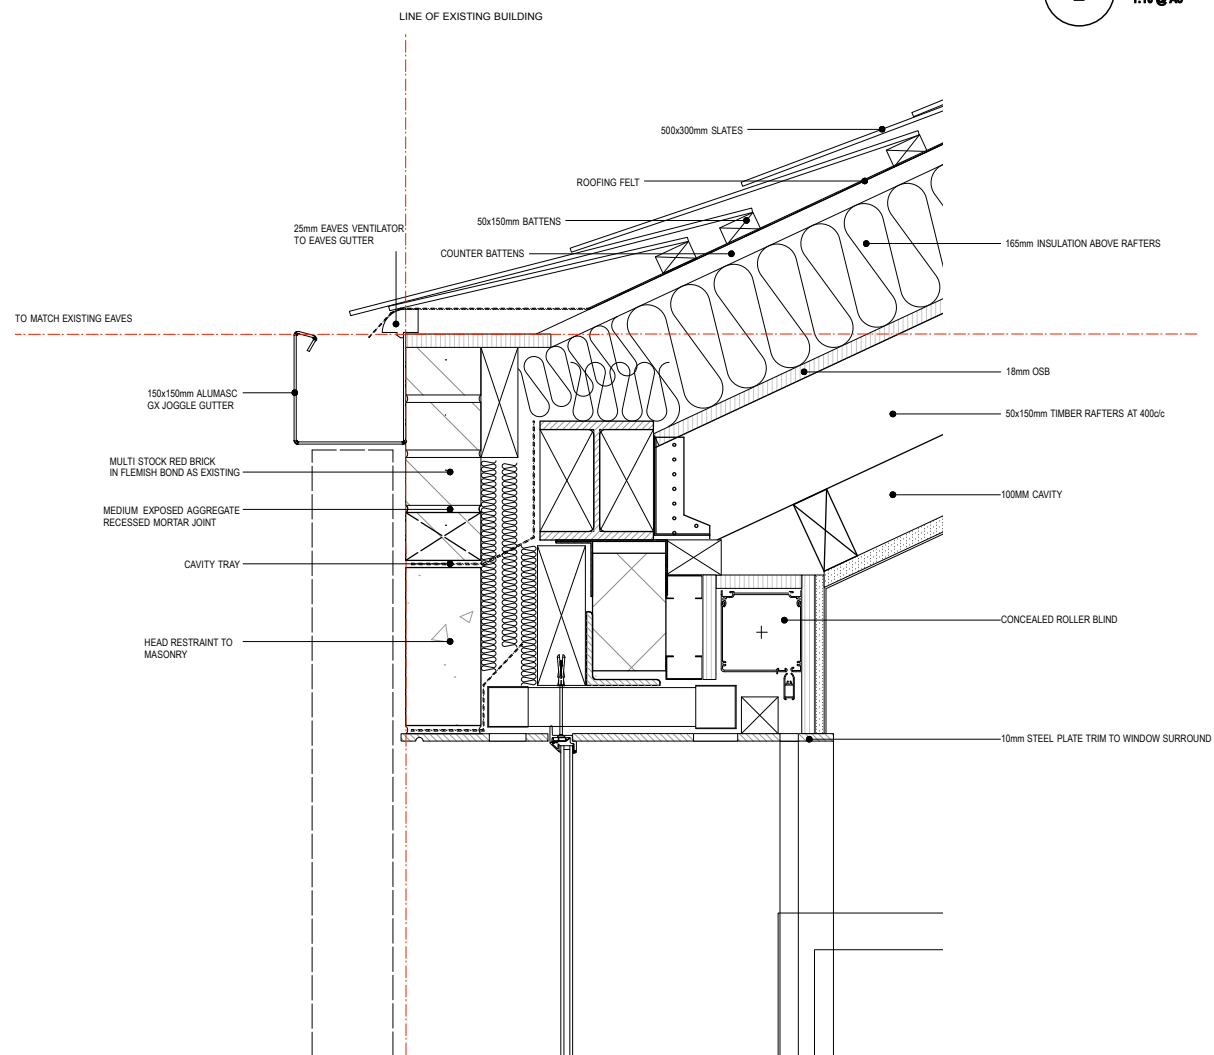 LINE OF EXISTING BUILDING
500x300mm SLATES
ROOFING FELT
50x150mm BATTENS
25mm EAVES VENTILATOR
TO EAVES GUTTER
COUNTER BATTENS
165mm INSULATION ABOVE RAFTERS
TO MATCH EXISTING EAVES
18mm OSB
150x150mm ALUMASC
GX JOGGLE GUTTER
50x150mm TIMBER RAFTERS AT 400c/c
MULTI STOCK RED BRICK
IN FLEMISH BOND AS EXISTING
100MM CAVITY
MEDIUM EXPOSED AGGREGATE
RECESSED MORTAR JOINT
CAVITY TRAY
CONCEALED ROLLER BLIND
HEAD RESTRAINT TO
MASONRY
10mm STEEL PLATE TRIM TO WINDOW SURROUND